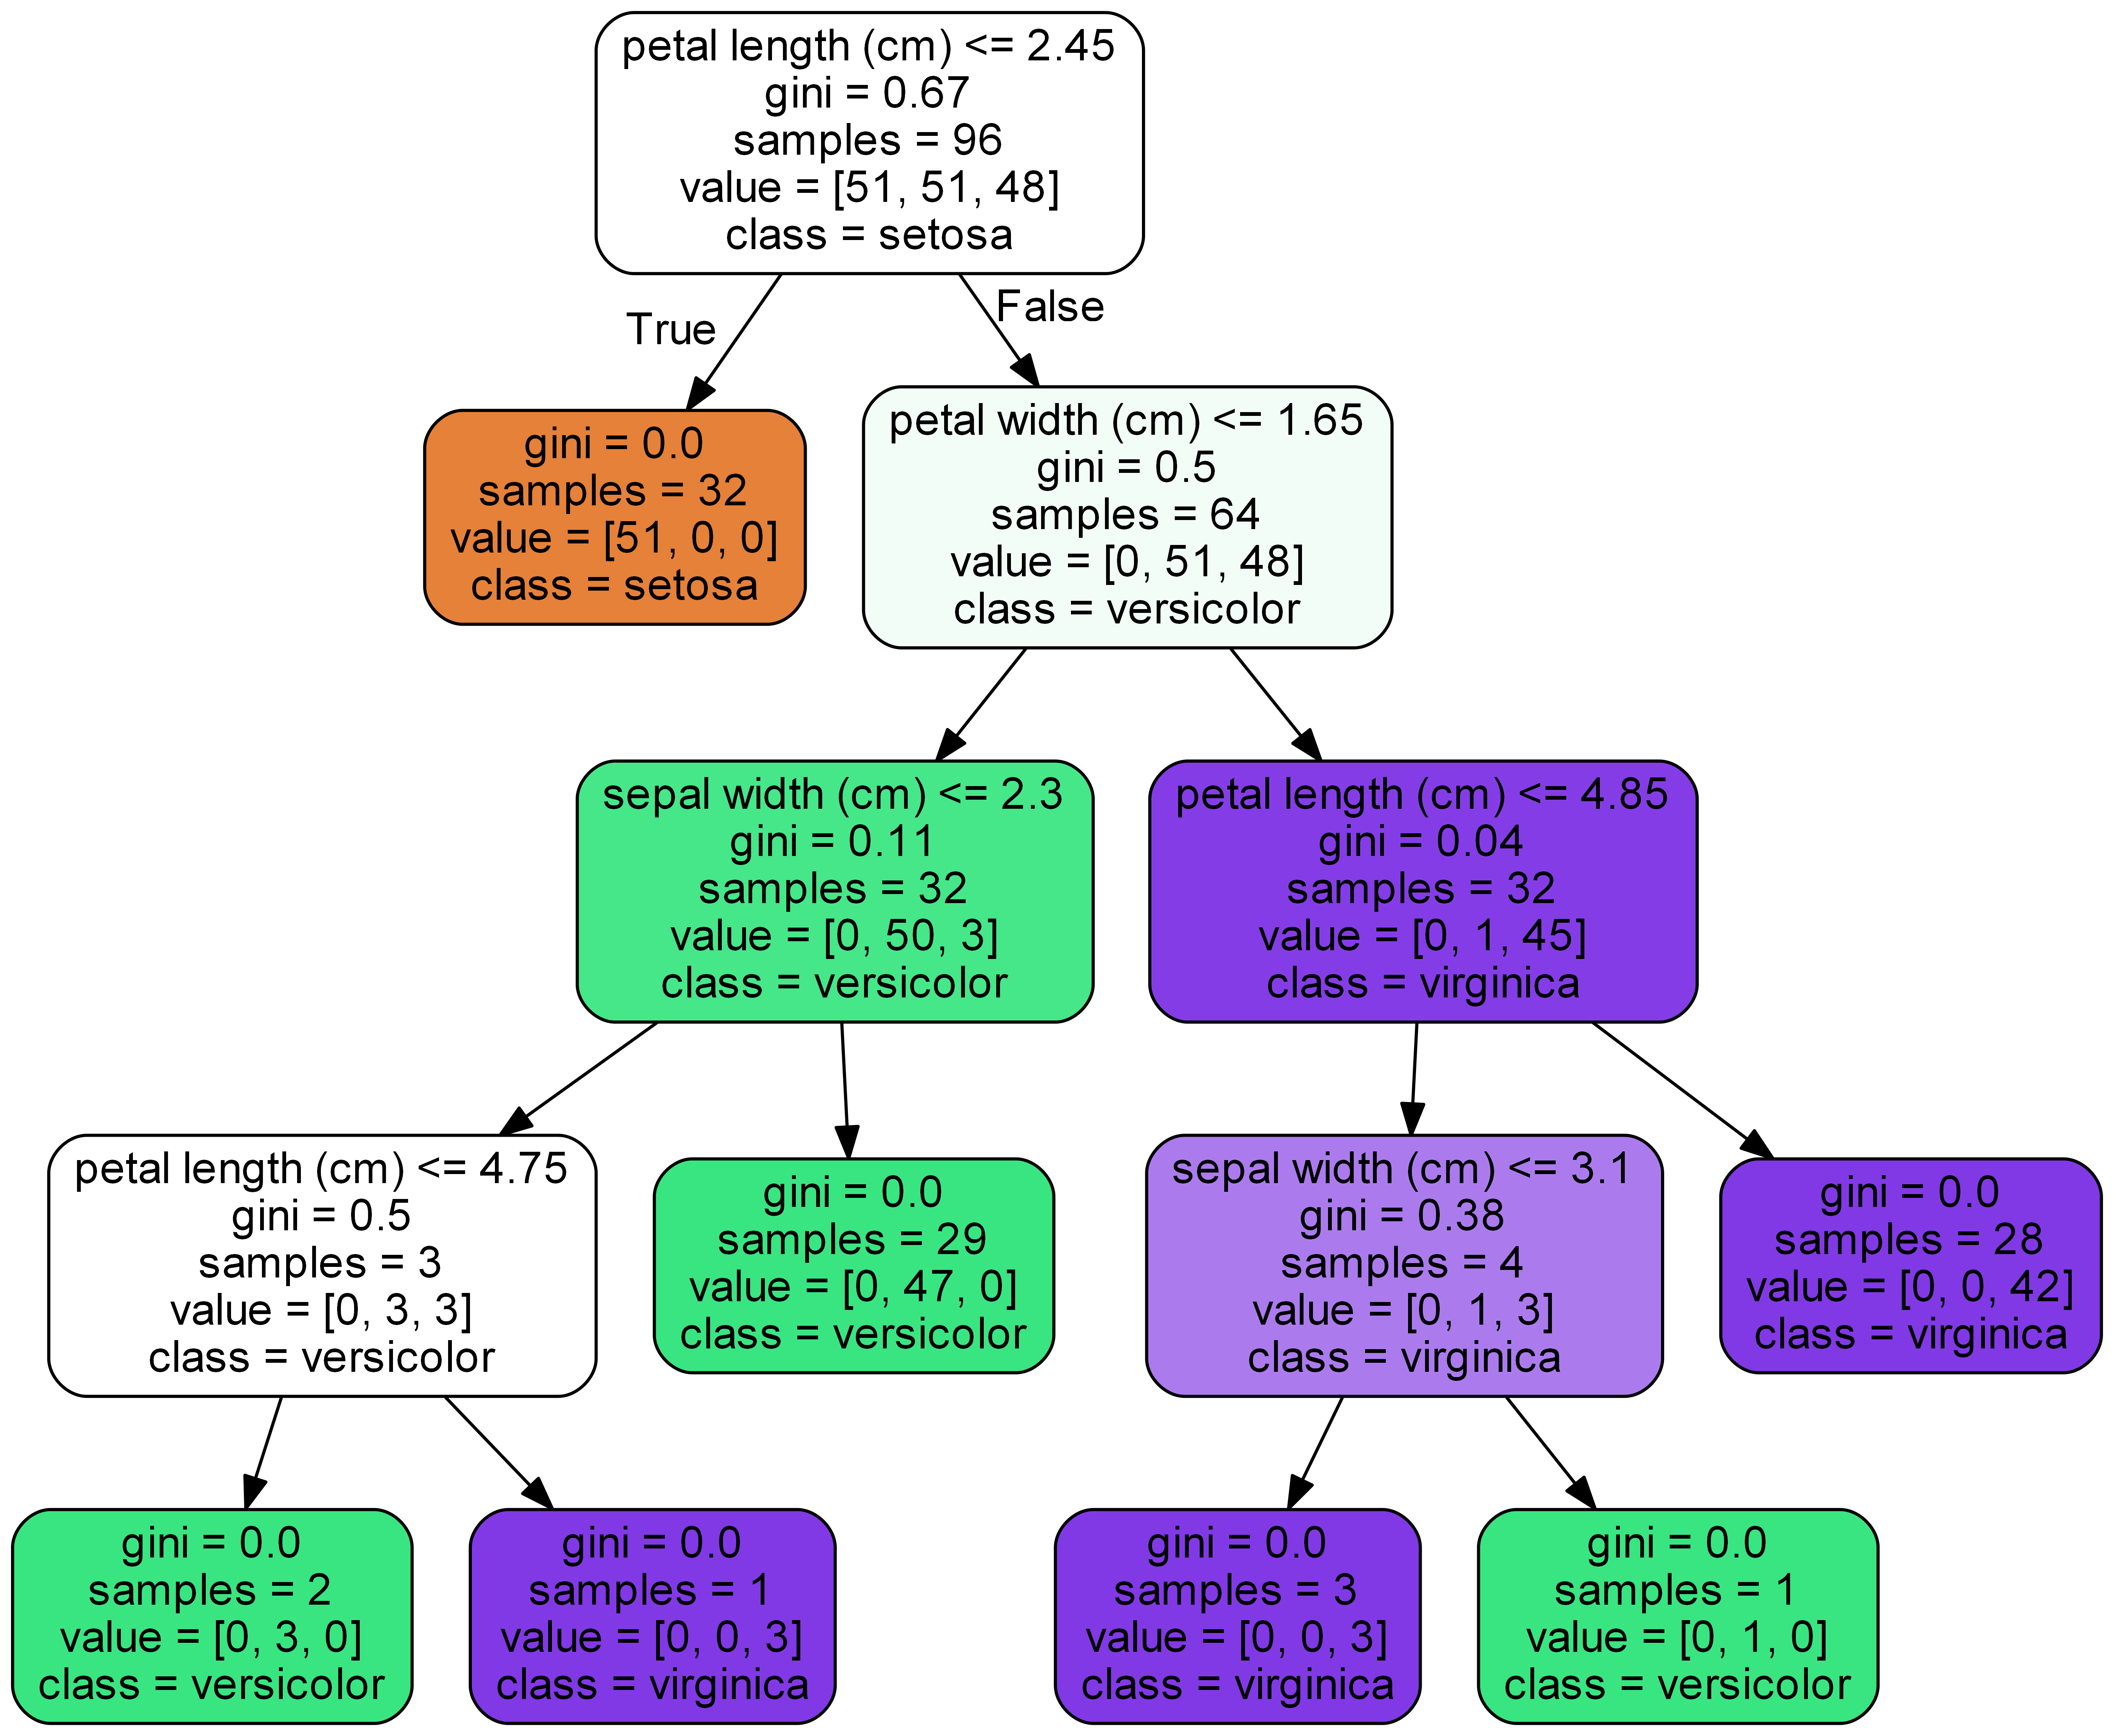 petal length (cm) <= 2.45
gini = 0.67
samples = 96
value = [51, 51, 48]
class = setosa
True
False
gini = 0.0
samples = 32
value = [51, 0, 0]
class = setosa
petal width (cm) <= 1.65
gini = 0.5
samples = 64
value = [0, 51, 48]
class = versicolor
sepal width (cm) <= 2.3
gini = 0.11
samples = 32
value = [0, 50, 3]
class = versicolor
petal length (cm) <= 4.85
gini = 0.04
samples = 32
value = [0, 1, 45]
class = virginica
petal length (cm) <= 4.75
gini = 0.5
samples = 3
value = [0, 3, 3]
class = versicolor
gini = 0.0
samples = 29
value = [0, 47, 0]
class = versicolor
sepal width (cm) <= 3.1
gini = 0.38
samples = 4
value = [0, 1, 3]
class = virginica
gini = 0.0
samples = 28
value = [0, 0, 42]
class = virginica
gini = 0.0
samples = 2
value = [0, 3, 0]
class = versicolor
gini = 0.0
samples = 1
value = [0, 0, 3]
class = virginica
gini = 0.0
samples = 3
value = [0, 0, 3]
class = virginica
gini = 0.0
samples = 1
value = [0, 1, 0]
class = versicolor